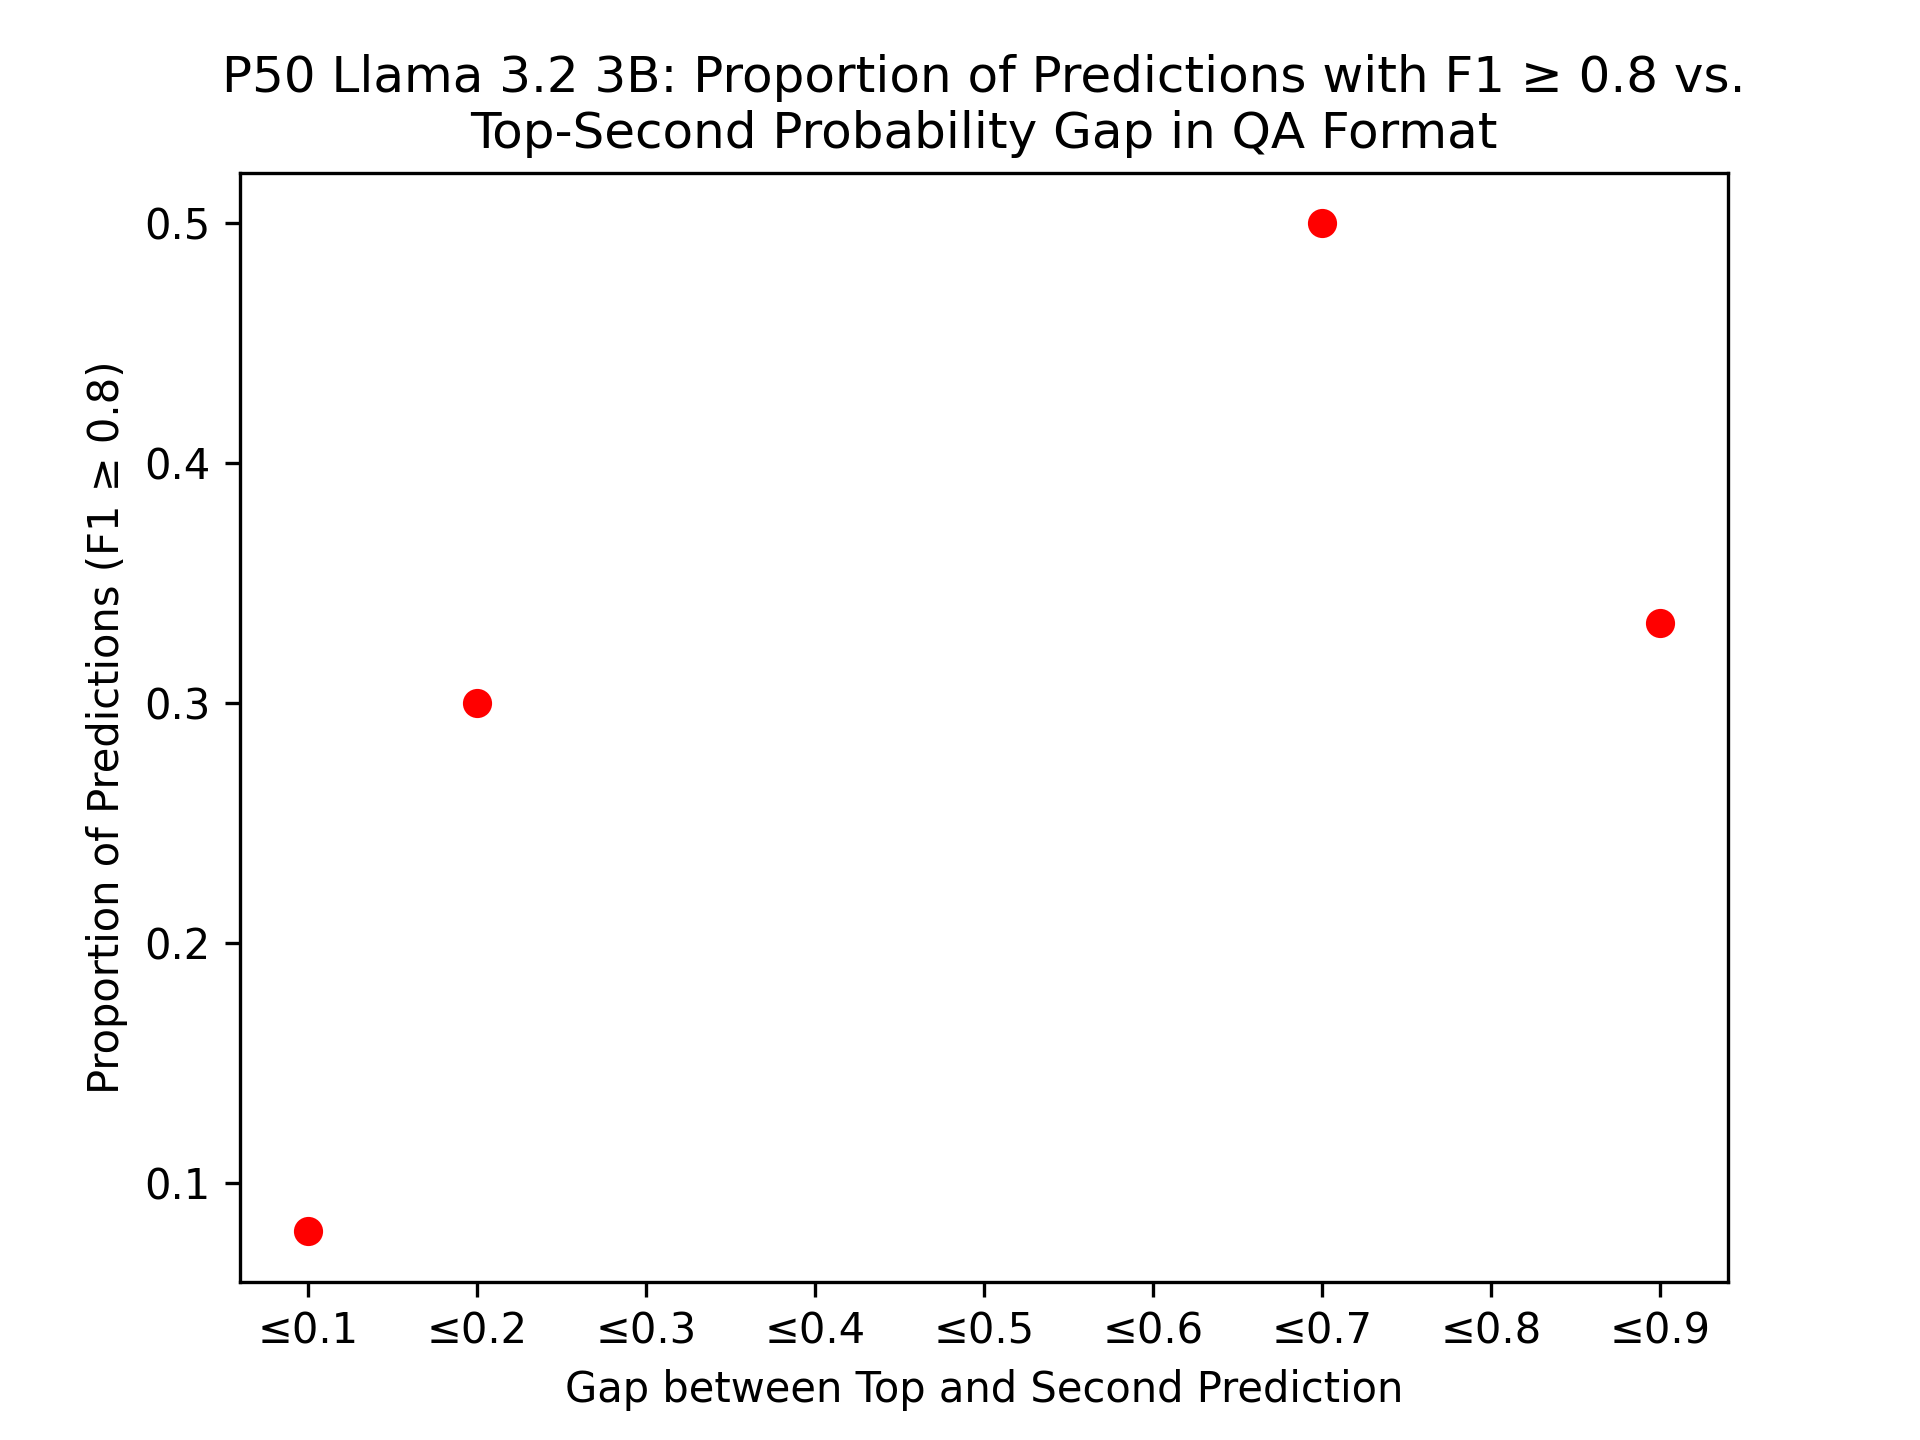 P50 Llama 3.2 3B: Proportion of Predictions with F1 ≥ 0.8 vs.
Top-Second Probability Gap in QA Format
Proportion of Predictions (F1 ≥ 0.8)
0.5
0.4
0.3
0.2
0.1
≤0.1 ≤0.2 ≤0.3 ≤0.4 ≤0.5 ≤0.6 ≤0.7 ≤0.8 ≤0.9
Gap between Top and Second Prediction